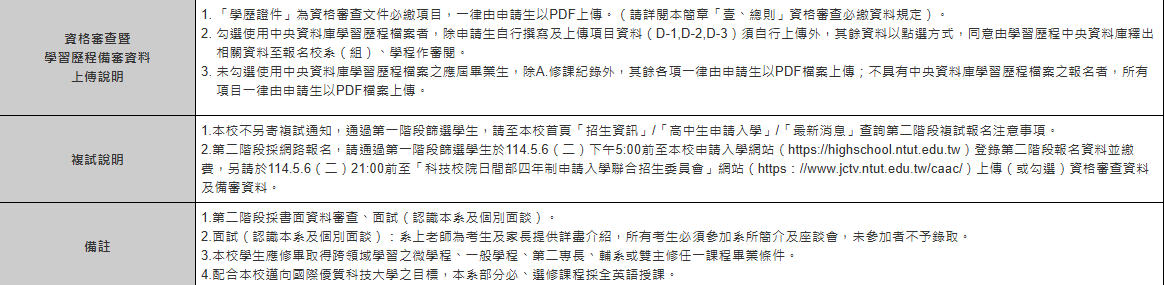 資格審查暨
學習歷程備審資料
上傳說明
1. 「學歷證件」為資格審查文件必繳項目，一律由申請生以PDF上傳。（請詳閱本簡章「壹、總則」資格審查必繳資料規定）。
2. 勾選使用中央資料庫學習歷程檔案者，除申請生自行撰寫及上傳項目資料（D-1,D-2,D-3）須自行上傳外，其餘資料以點選方式，同意由學習歷程中央資料庫釋出
相關資料至報名校系（組）、學程作審閱。
3. 未勾選使用中央資料庫學習歷程檔案之應屆畢業生，除A.修課紀錄外，其餘各項一律由申請生以PDF檔案上傳；不具有中央資料庫學習歷程檔案之報名者，所有
項目一律由申請生以PDF檔案上傳。
複試說明
1.本校不另寄複試通知，通過第一階段篩選學生，請至本校首頁「招生資訊」/「高中生申請入學」/「最新消息」查詢第二階段複試報名注意事項。
2.第二階段採網路報名，請通過第一階段篩選學生於114.5.6（二）下午5:00前至本校申請入學網站（https://highschool.ntut.edu.tw）登錄第二階段報名資料並繳
費，另請於114.5.6（二）21:00前至「科技校院日間部四年制申請入學聯合招生委員會」網站（https：//www.jctv.ntut.edu.tw/caac/）上傳（或勾選）資格審查資料
及備審資料。
備註
1.第二階段採書面資料審查、面試（認識本系及個別面談）。
2.面試（認識本系及個別面談）：系上老師為考生及家長提供詳盡介紹，所有考生必須參加系所簡介及座談會，未參加者不予錄取。
3.本校學生應修畢取得跨領域學習之微學程、一般學程、第二專長、輔系或雙主修任一課程畢業條件。
4.配合本校邁向國際優質科技大學之目標，本系部分必、選修課程採全英語授課。